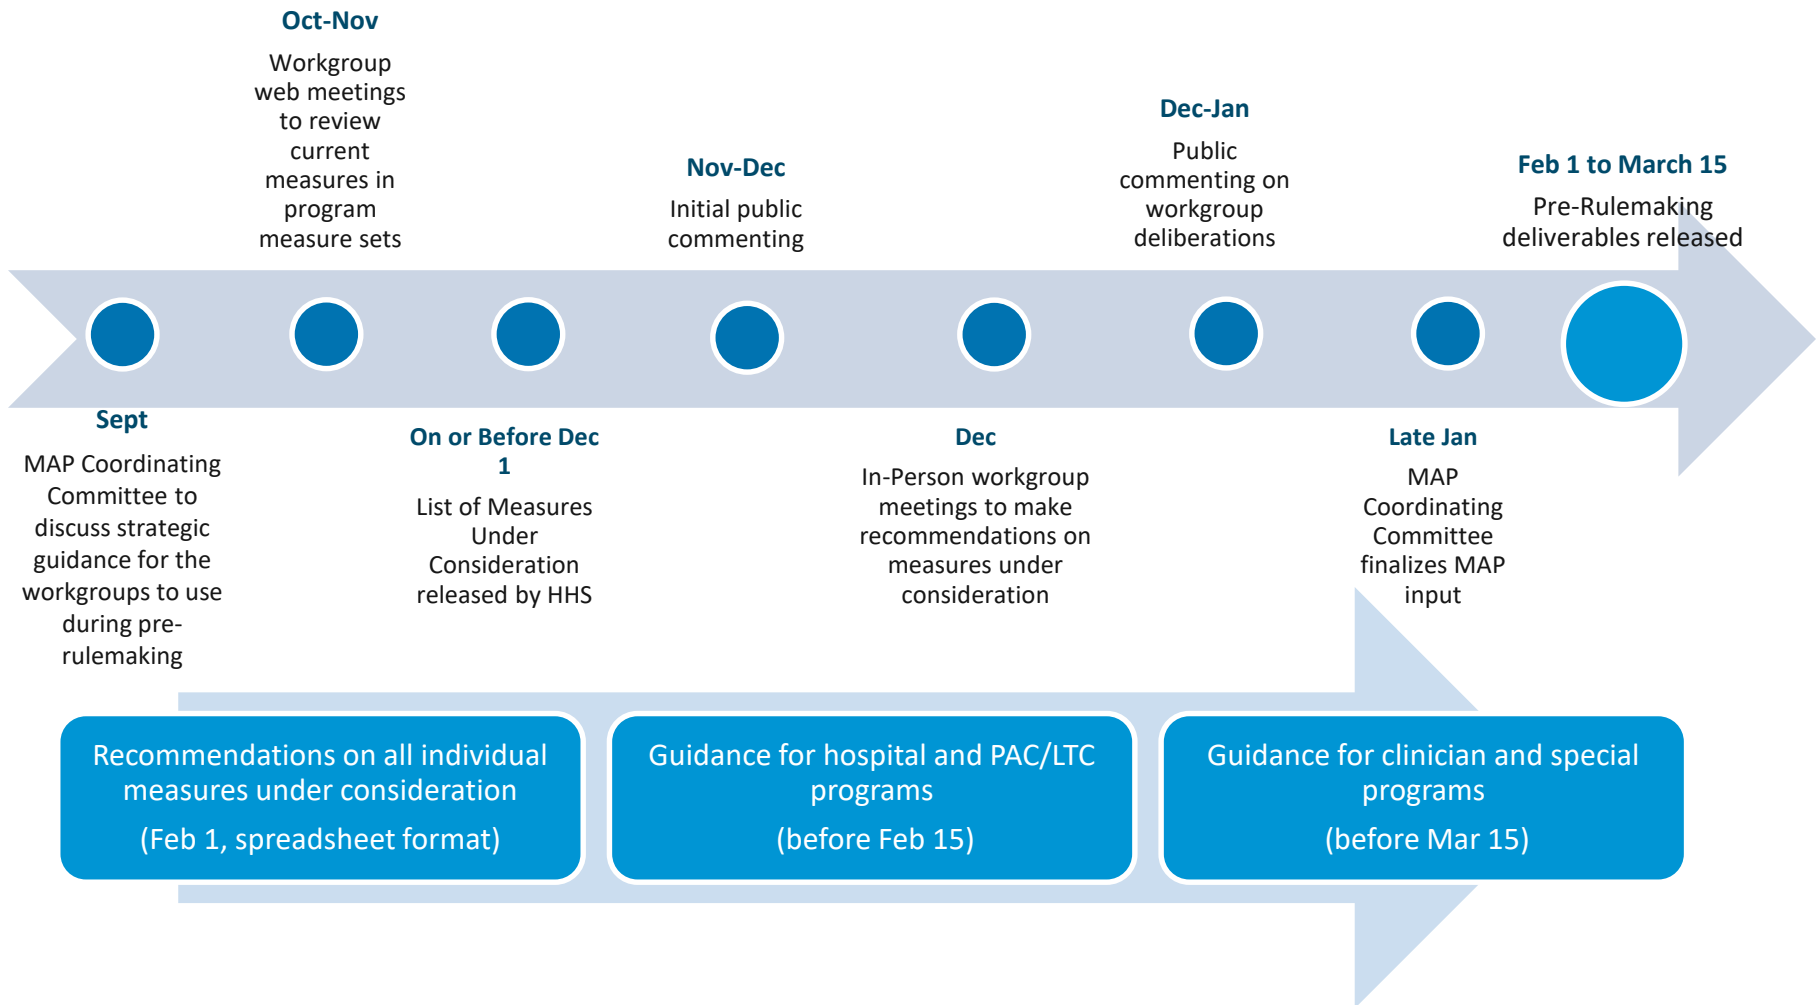 Oct-Nov
Workgroup
web meetings
to review
current
measures in
program
measure sets
Nov-Dec
Initial public
commenting
Dec-Jan
Public
commenting on
workgroup
deliberations
Feb 1 to March 15
Pre-Rulemaking
deliverables released
Sept
MAP Coordinating
Committee to
discuss strategic
guidance for the
workgroups to use
during pre-
rulemaking
On or Before Dec
1
List of Measures
Under
Consideration
released by HHS
Dec
In-Person workgroup
meetings to make
recommendations on
measures under
consideration
Late Jan
MAP
Coordinating
Committee
finalizes MAP
input
Recommendations on all individual
measures under consideration
(Feb 1, spreadsheet format)
Guidance for hospital and PAC/LTC
programs
(before Feb 15)
Guidance for clinician and special
programs
(before Mar 15)